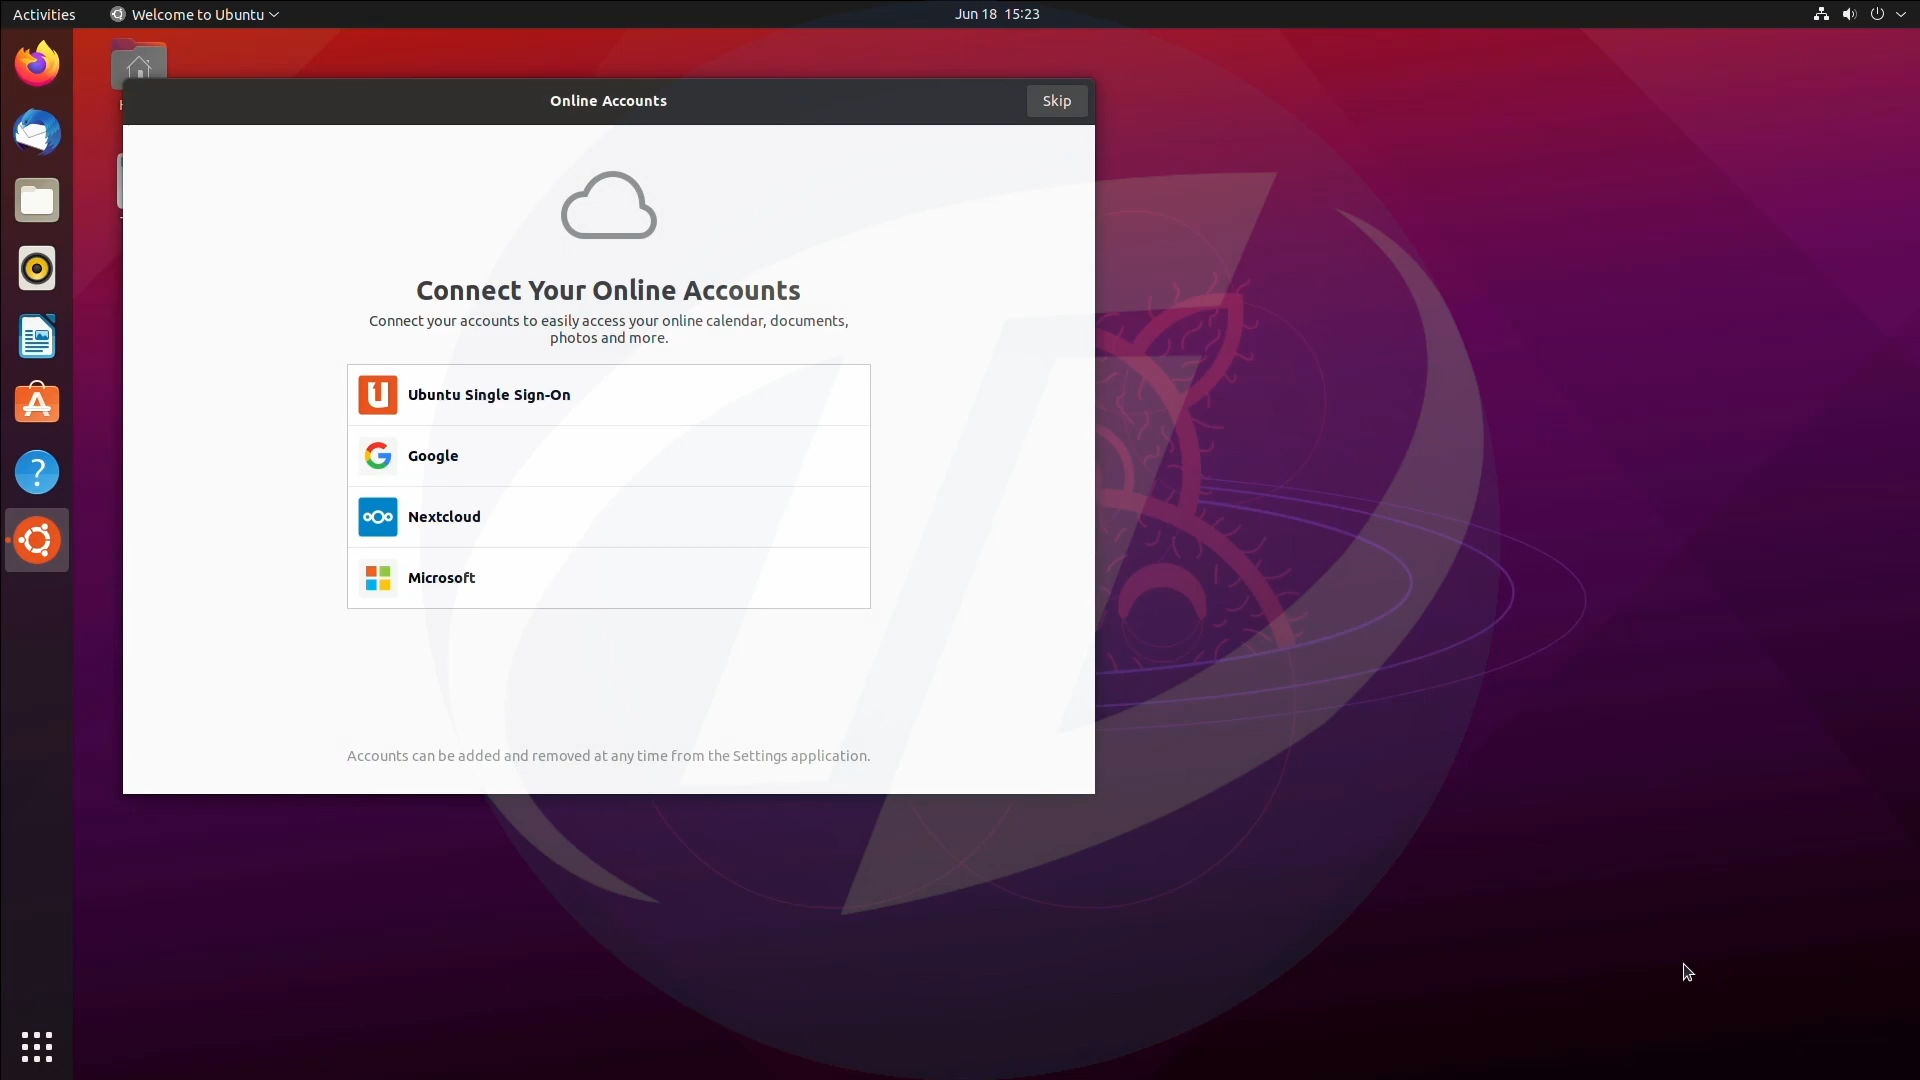 Activities
Welcome to Ubuntu
Jun 18 15:23
Online Accounts
Skip
Connect Your Online Accounts
Connect your accounts to easily access your online calendar, documents,
photos and more.
Ubuntu Single Sign-On
Google
Nextcloud
Microsoft
Accounts can be added and removed at any time from the Settings application.